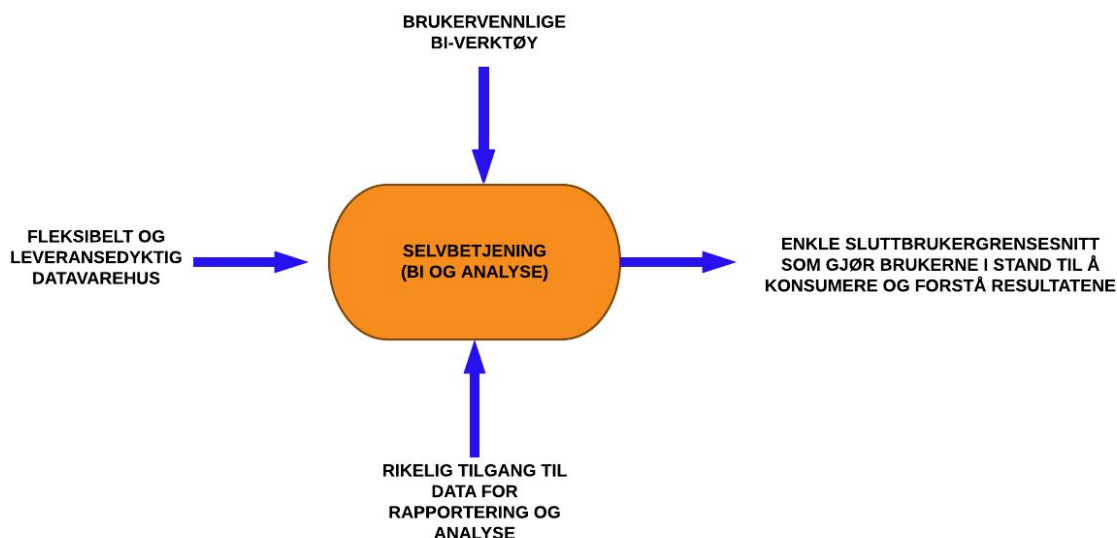 BRUKERVENNLIGE
BI-VERKTØY
FLEKSIBELT OG
LEVERANSEDYKTIG
DATAVAREHUS
SELVBETJENING
(BI OG ANALYSE)
ENKLE SLUTTBRUKERGRENSESNITT
SOM GJØR BRUKERNE I STAND TIL Å
KONSUMERE OG FORSTÅ RESULTATENE
RIKELIG TILGANG TIL
DATA FOR
RAPPORTERING OG
ANALYSE